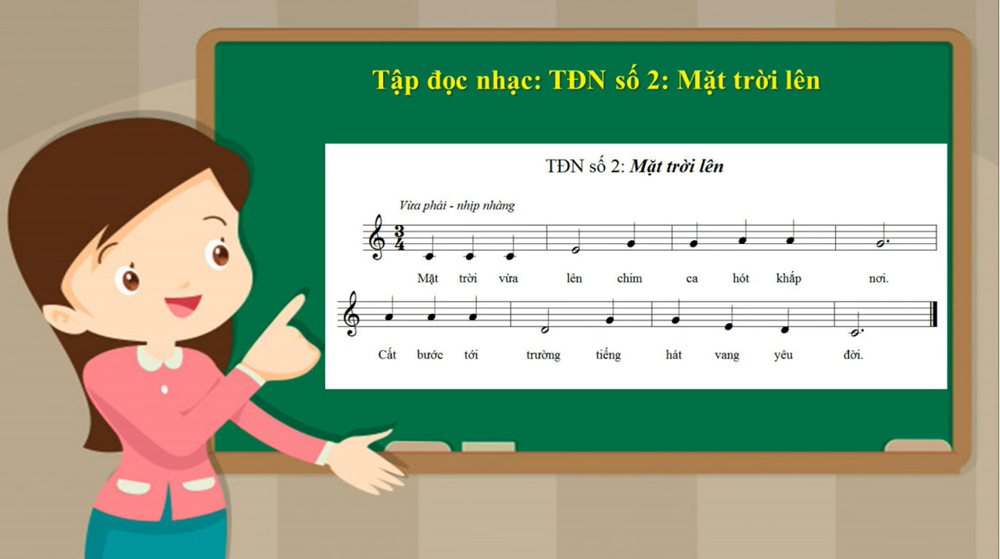 Tập đọc nhạc: TĐN số 2: Mặt trời lên
TĐN số 2: Mặt trời lên
Vừa phải - nhịp nhàng
3
4
Mặt trời vừa lên chim ca hót khắp nơi.
Cất bước tới trường tiếng hát vang yêu đời.